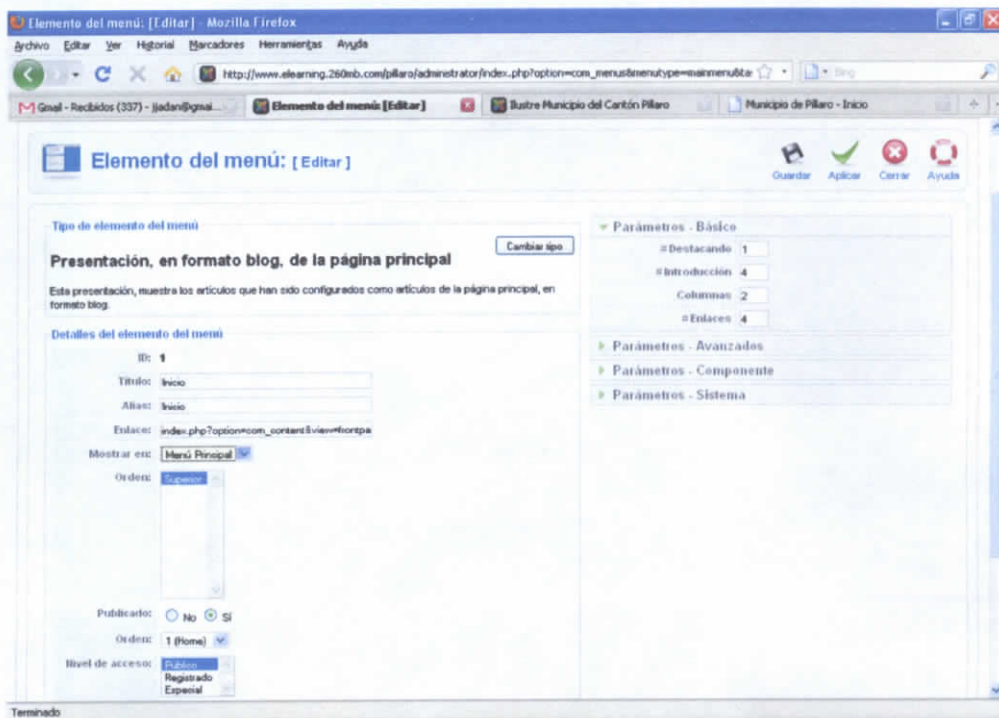 Elemento del menú: [Editar] - Mozilla Firefox
Archivo Editar Ver Historial Marcadores Herramientas Ayuda
http://www.elearning.260mb.com/pillaro/administrator/index.php?option=com_menus&menutype=mainmenu&ta Bing
Gmail - Recibidos (337) - jjadan@gmai... Elemento del menú [Editar] Ilustre Municipio del Cantón Píllaro Municipio de Píllaro - Inicio
Elemento del menú: [ Editar ]
Guardar Aplicar Cerrar Ayuda
Tipo de elemento del menú
Cambiar tipo
Presentación, en formato blog, de la página principal
Esta presentación, muestra los artículos que han sido configurados como artículos de la página principal, en
formato blog.
Detalles del elemento del menú
ID: 1
Título: Inicio
Alias: Inicio
Enlace: index.php?option=com_content&view=frontpa
Mostrar en: Menú Principal
Orden: Superior
Publicado: No Sí
Orden: 1 (Home)
Nivel de acceso: Público
Registrado
Especial
Parámetros - Básico
# Destacando 1
# Introducción 4
Columnas 2
# Enlaces 4
Parámetros - Avanzados
Parámetros - Componente
Parámetros - Sistema
Terminado